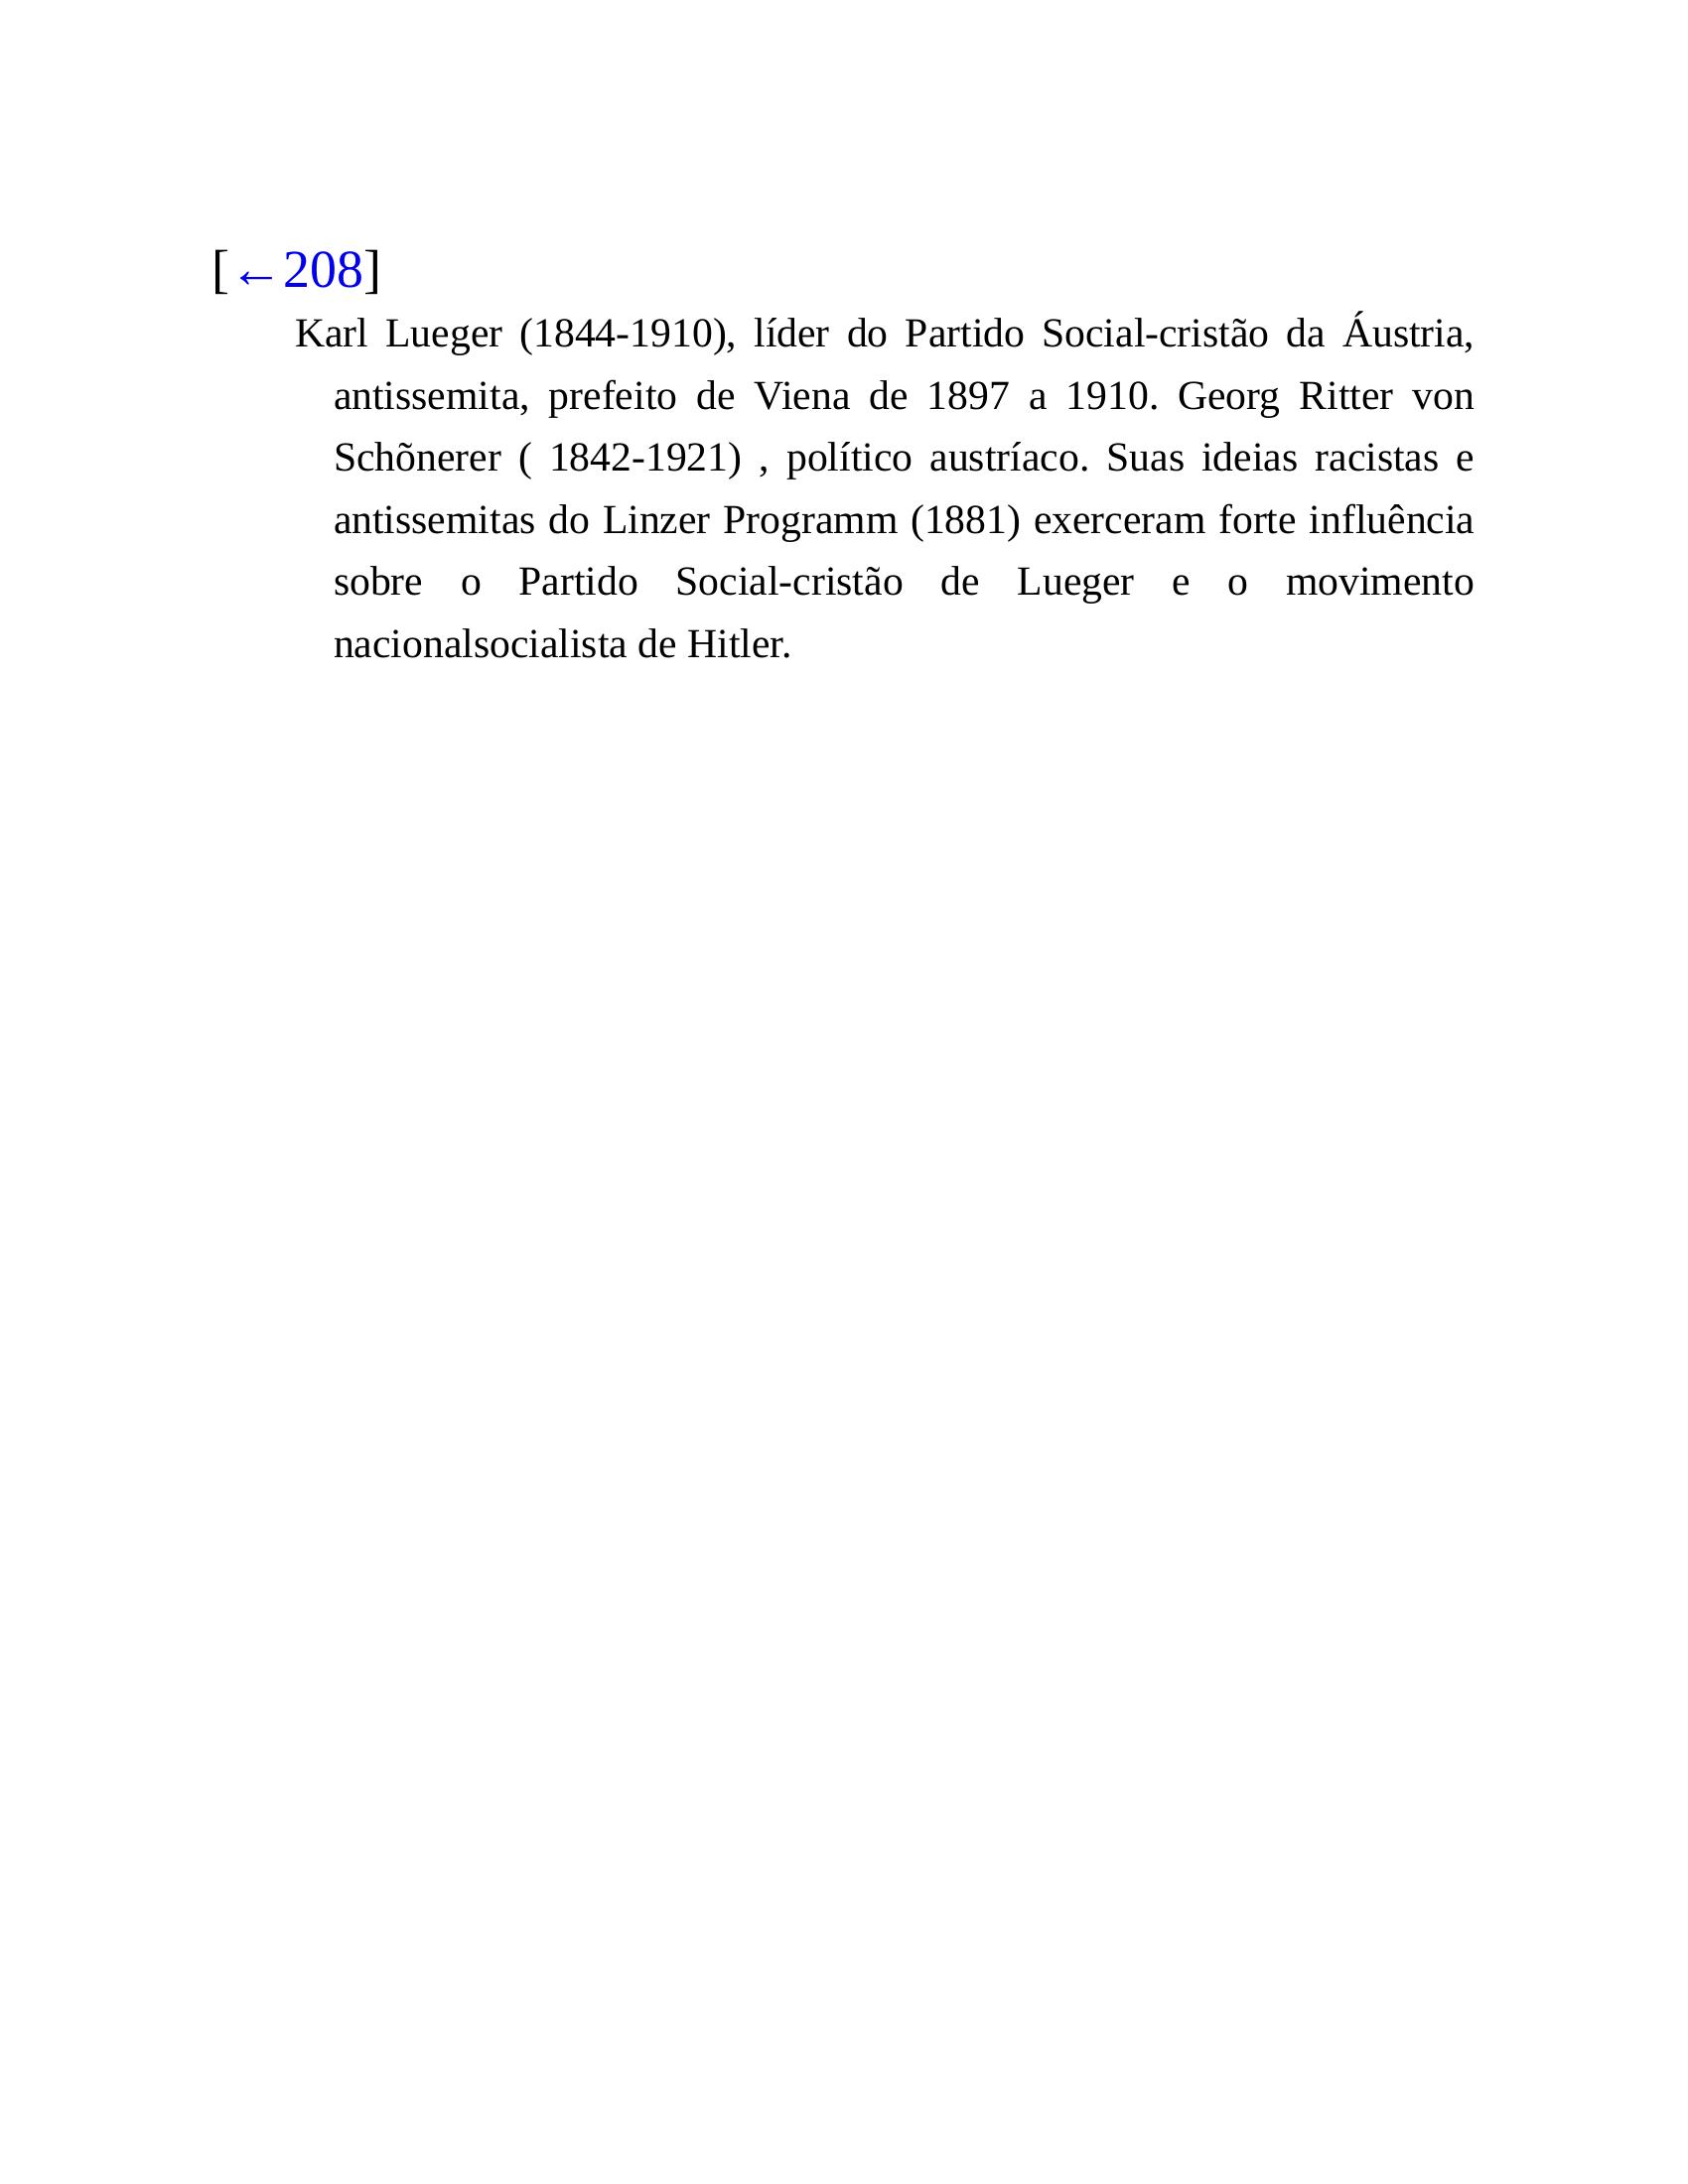 [←208]
Karl Lueger (1844-1910), líder do Partido Social-cristão da Áustria,
antissemita, prefeito de Viena de 1897 a 1910. Georg Ritter von
Schõnerer ( 1842-1921) , político austríaco. Suas ideias racistas e
antissemitas do Linzer Programm (1881) exerceram forte influência
sobre o Partido Social-cristão de Lueger e o movimento
nacionalsocialista de Hitler.